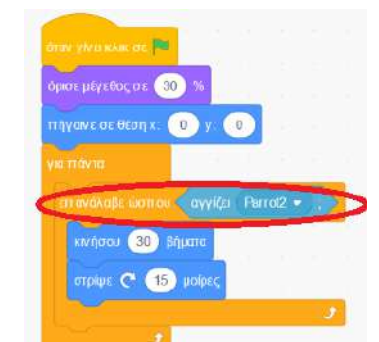 όταν γίνει κλικ σε
όρισε μέγεθος σε 30 %
πήγαινε σε θέση x: 0 y: 0
για πάντα
επανάλαβε ώσπου αγγίζει Parrot2 ;
κινήσου 30 βήματα
στρίψε 15 μοίρες